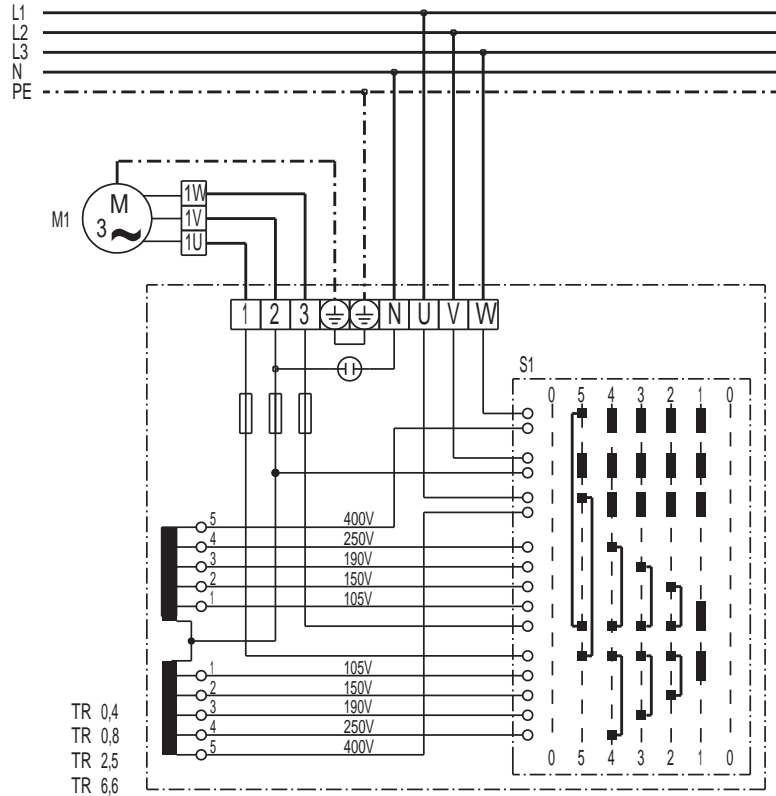 L1
L2
L3
N
PE
M1
M
3
1W
1V
1U
1 2 3 N U V W
S1
0 5 4 3 2 1 0
5 400V
4 250V
3 190V
2 150V
1 105V
1 105V
2 150V
3 190V
4 250V
5 400V
0 5 4 3 2 1 0
TR 0,4
TR 0,8
TR 2,5
TR 6,6